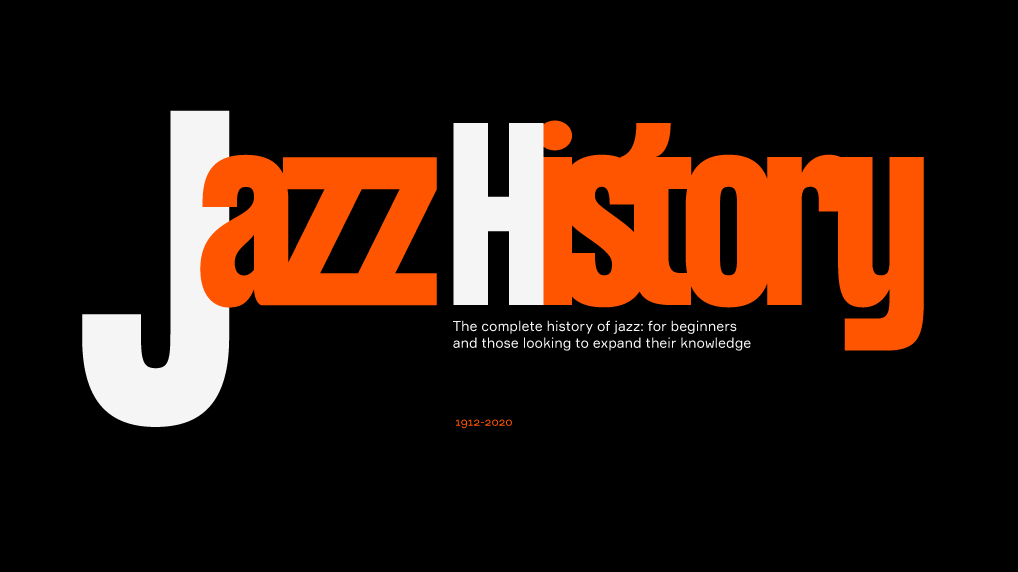 Jazz History
The complete history of jazz: for beginners
and those looking to expand their knowledge
1912-2020